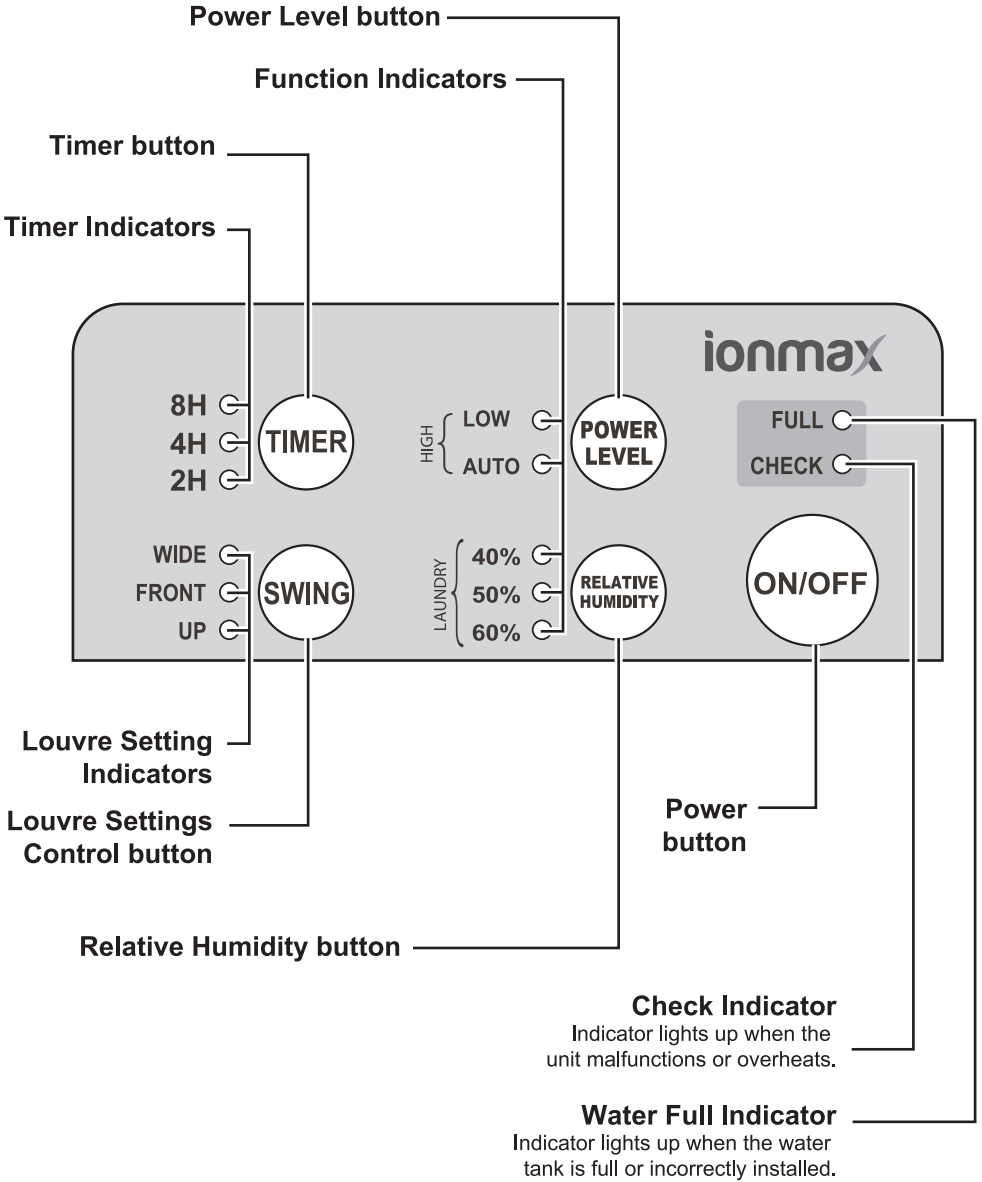 Power Level button
Function Indicators
Timer button
Timer Indicators
ionmax
8H
4H
2H
TIMER
HIGH
LOW
AUTO
POWER
LEVEL
FULL
CHECK
WIDE
FRONT
UP
SWING
LAUNDRY
40%
50%
60%
RELATIVE
HUMIDITY
ON/OFF
Louvre Setting
Indicators
Louvre Settings
Control button
Power
button
Relative Humidity button
Check Indicator
Indicator lights up when the
unit malfunctions or overheats.
Water Full Indicator
Indicator lights up when the water
tank is full or incorrectly installed.